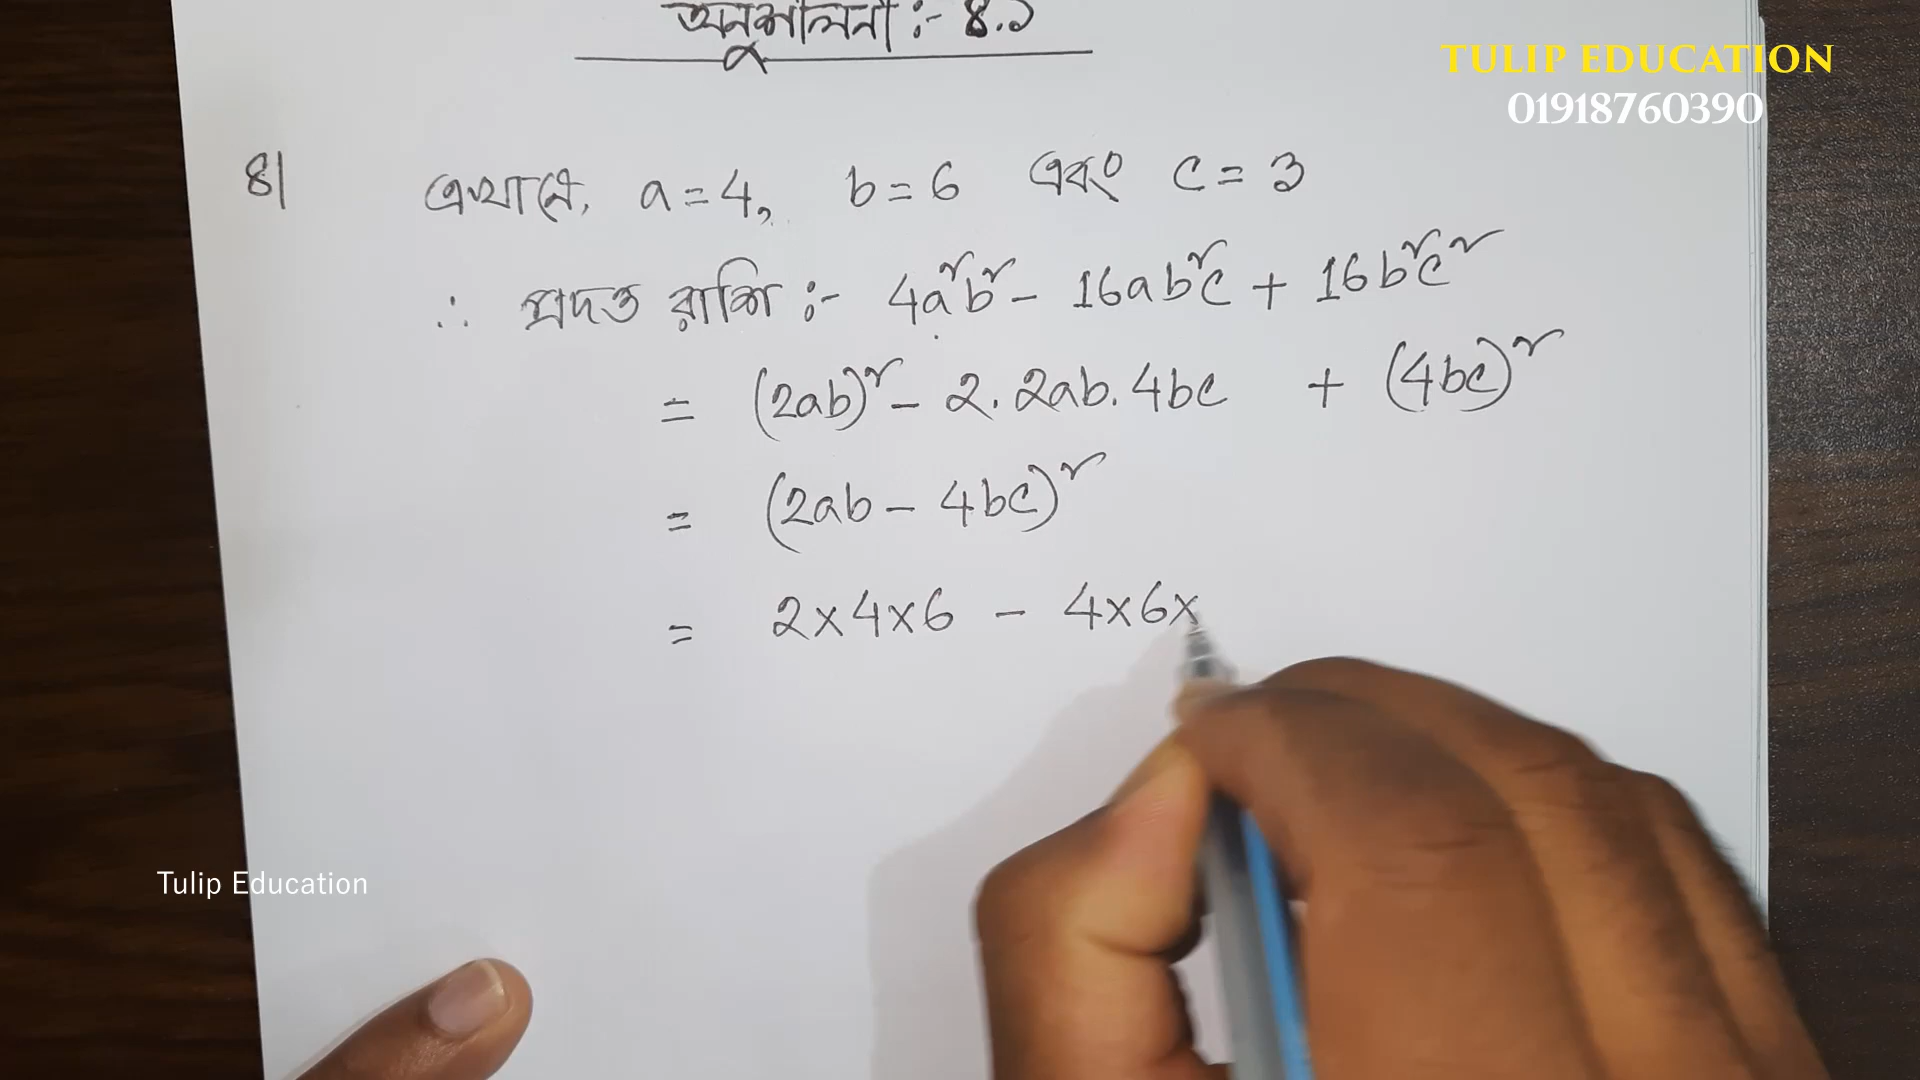 অনুশীলনী :- ৪.১
TULIP EDUCATION
01918760390
৪। এখানে, a = 4, b = 6 এবং c = 3
∴ প্রদত্ত রাশি :- 4a²b² - 16ab²c + 16b²c²
= (2ab)² - 2. 2ab. 4bc + (4bc)²
= (2ab - 4bc)²
= 2×4×6 - 4×6×
Tulip Education